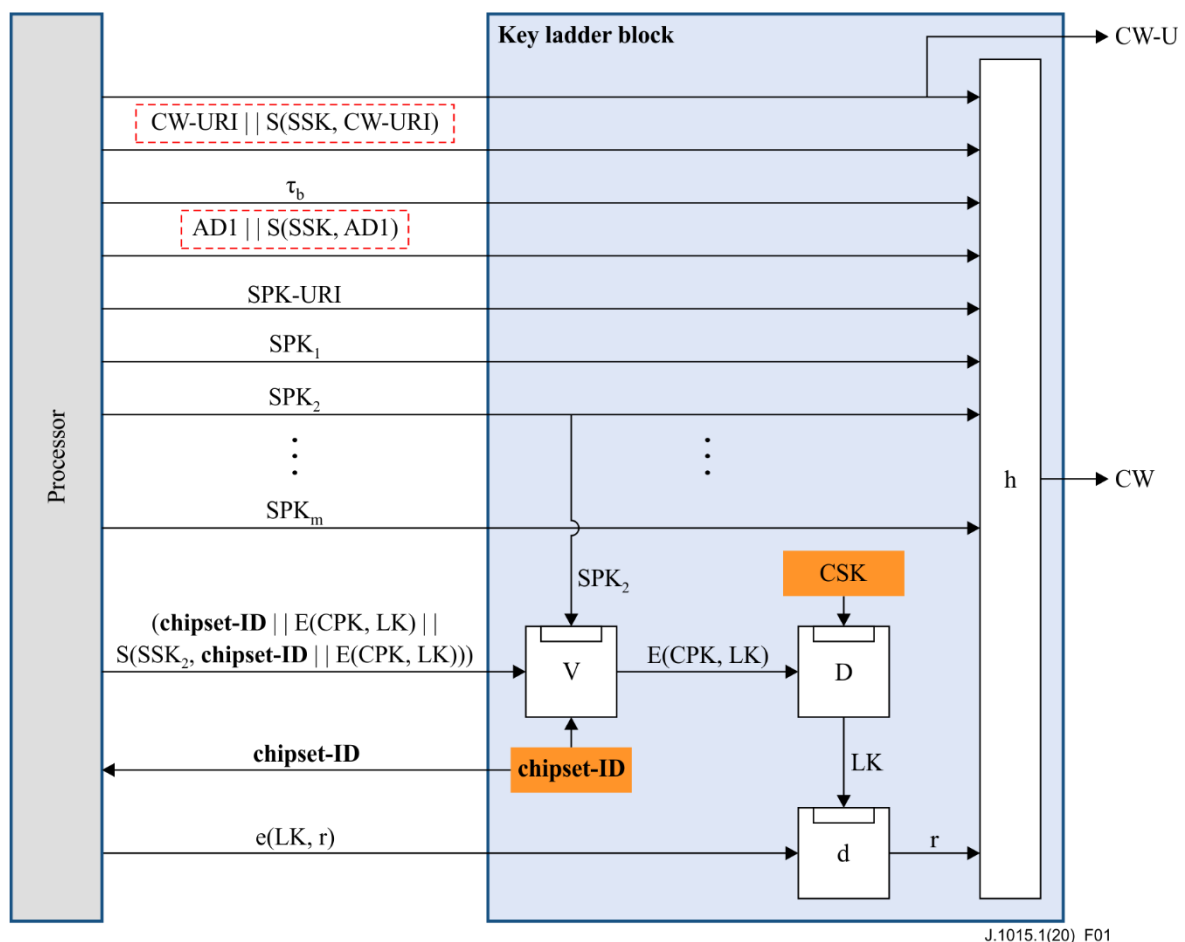 Key ladder block
CW-U
CW-URI || S(SSK, CW-URI)
τb
AD1 || S(SSK, AD1)
SPK-URI
SPK1
SPK2
Processor
⋮
⋮
h
CW
SPKm
CSK
SPK2
(chipset-ID || E(CPK, LK) ||
S(SSK2, chipset-ID || E(CPK, LK)))
V
E(CPK, LK)
D
chipset-ID
chipset-ID
LK
e(LK, r)
d
r
J.1015.1(20)_F01